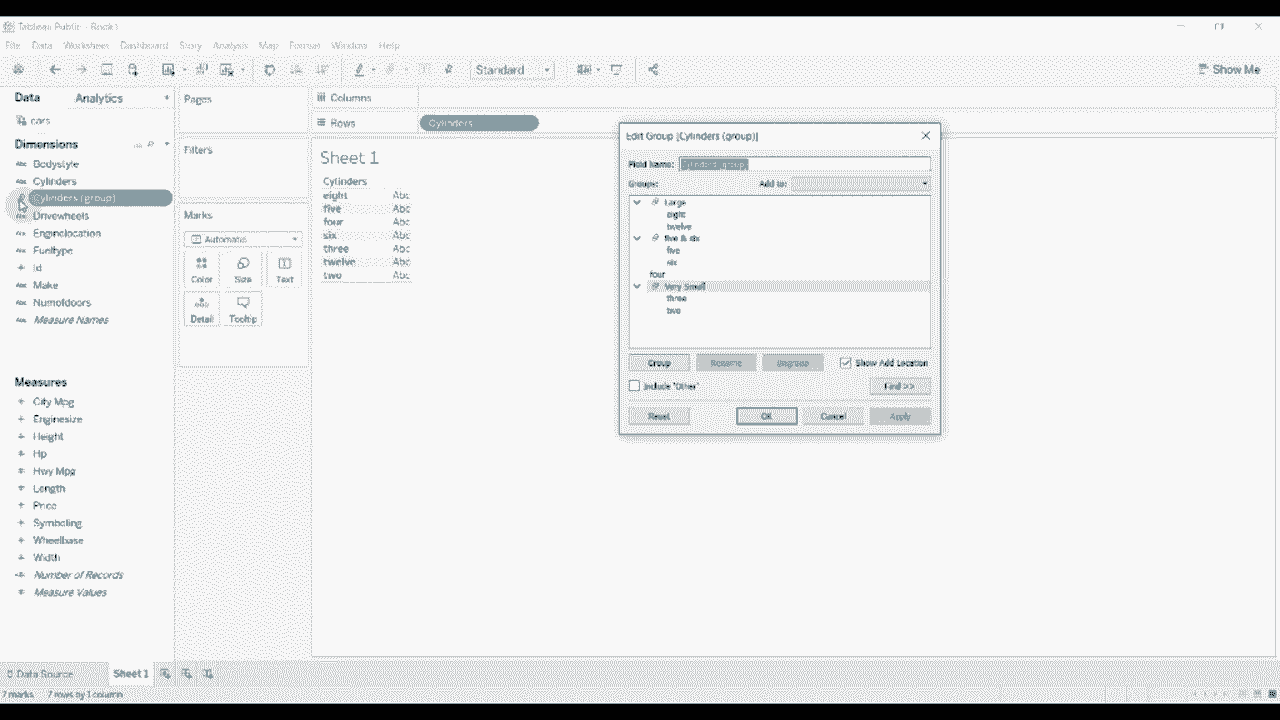 Tableau Public - Book1
File Data Worksheet Dashboard Story Analysis Map Format Window Help
Standard
Show Me
Data Analytics
cars
Dimensions
Bodystyle
Cylinders
Cylinders (group)
Drivewheels
Enginelocation
Fueltype
Id
Make
Numofdoors
Measure Names
Measures
City Mpg
Enginesize
Height
Hp
Hwy Mpg
Length
Price
Symboling
Wheelbase
Width
Number of Records
Measure Values
Pages
Filters
Marks
Automatic
Color Size Text
Detail Tooltip
Columns
Rows Cylinders
Sheet 1
Cylinders
eight Abc
five Abc
four Abc
six Abc
three Abc
twelve Abc
two Abc
Edit Group [Cylinders (group)]
Field Name: Cylinders (group)
Groups: Add to:
Large
eight
twelve
five & six
five
six
four
Very Small
three
two
Group Rename Ungroup Show Add Location
Include 'Other' Find >>
Reset OK Cancel Apply
Data Source Sheet 1
7 marks 7 rows by 1 column